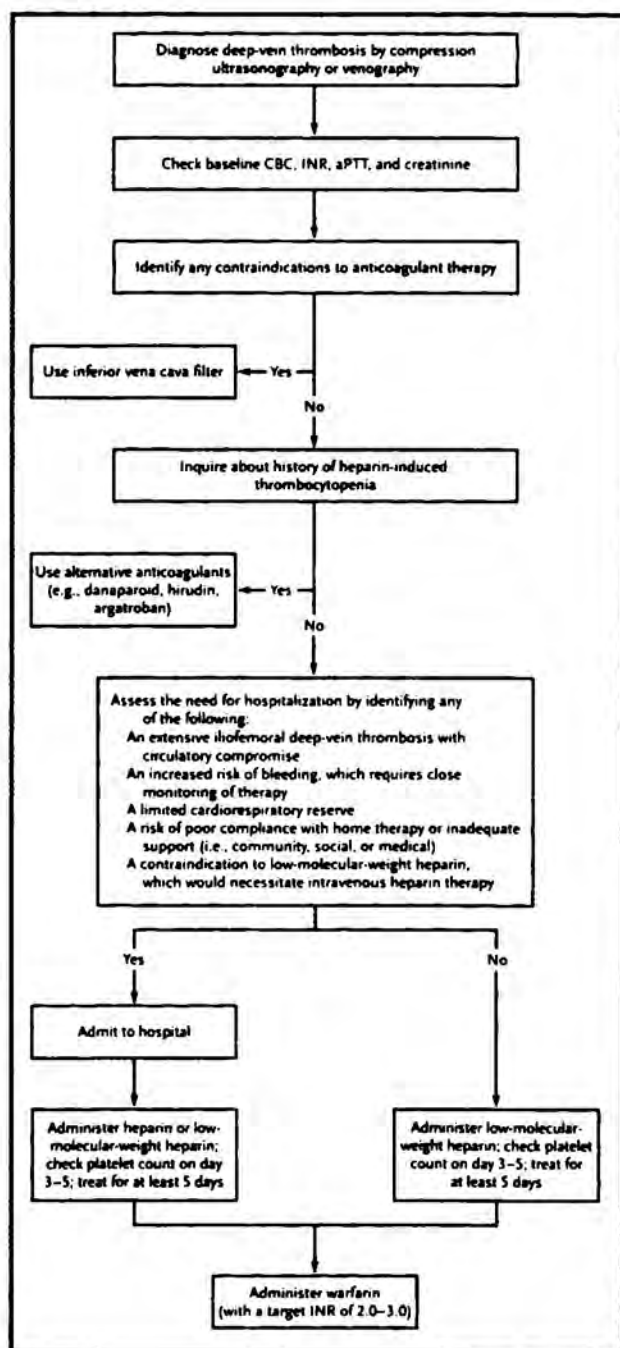 Diagnose deep-vein thrombosis by compression
ultrasonography or venography
Check baseline CBC, INR, aPTT, and creatinine
Identify any contraindications to anticoagulant therapy
Use inferior vena cava filter
Yes
No
Inquire about history of heparin-induced
thrombocytopenia
Use alternative anticoagulants
(e.g., danaparoid, hirudin,
argatroban)
Yes
No
Assess the need for hospitalization by identifying any
of the following:
An extensive iliofemoral deep-vein thrombosis with
circulatory compromise
An increased risk of bleeding, which requires close
monitoring of therapy
A limited cardiorespiratory reserve
A risk of poor compliance with home therapy or inadequate
support (i.e., community, social, or medical)
A contraindication to low-molecular-weight heparin,
which would necessitate intravenous heparin therapy
Yes
No
Admit to hospital
Administer heparin or low-
molecular-weight heparin;
check platelet count on day
3–5; treat for at least 5 days
Administer low-molecular-
weight heparin; check platelet
count on day 3–5; treat for
at least 5 days
Administer warfarin
(with a target INR of 2.0–3.0)